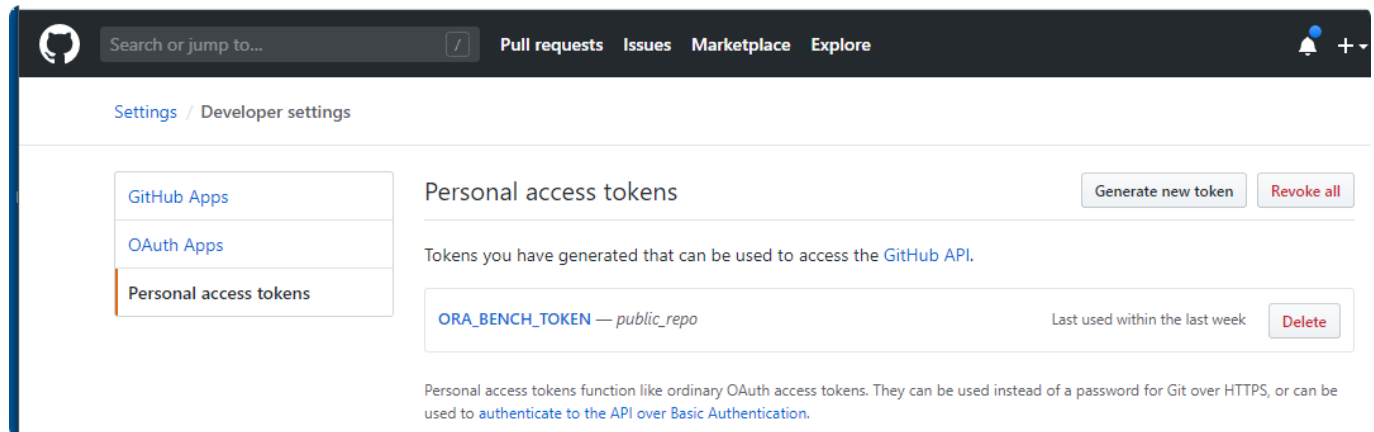 Search or jump to... /
Pull requests Issues Marketplace Explore
Settings / Developer settings
GitHub Apps
OAuth Apps
Personal access tokens
Personal access tokens
Generate new token
Revoke all
Tokens you have generated that can be used to access the GitHub API.
ORA_BENCH_TOKEN — public_repo
Last used within the last week
Delete
Personal access tokens function like ordinary OAuth access tokens. They can be used instead of a password for Git over HTTPS, or can be
used to authenticate to the API over Basic Authentication.